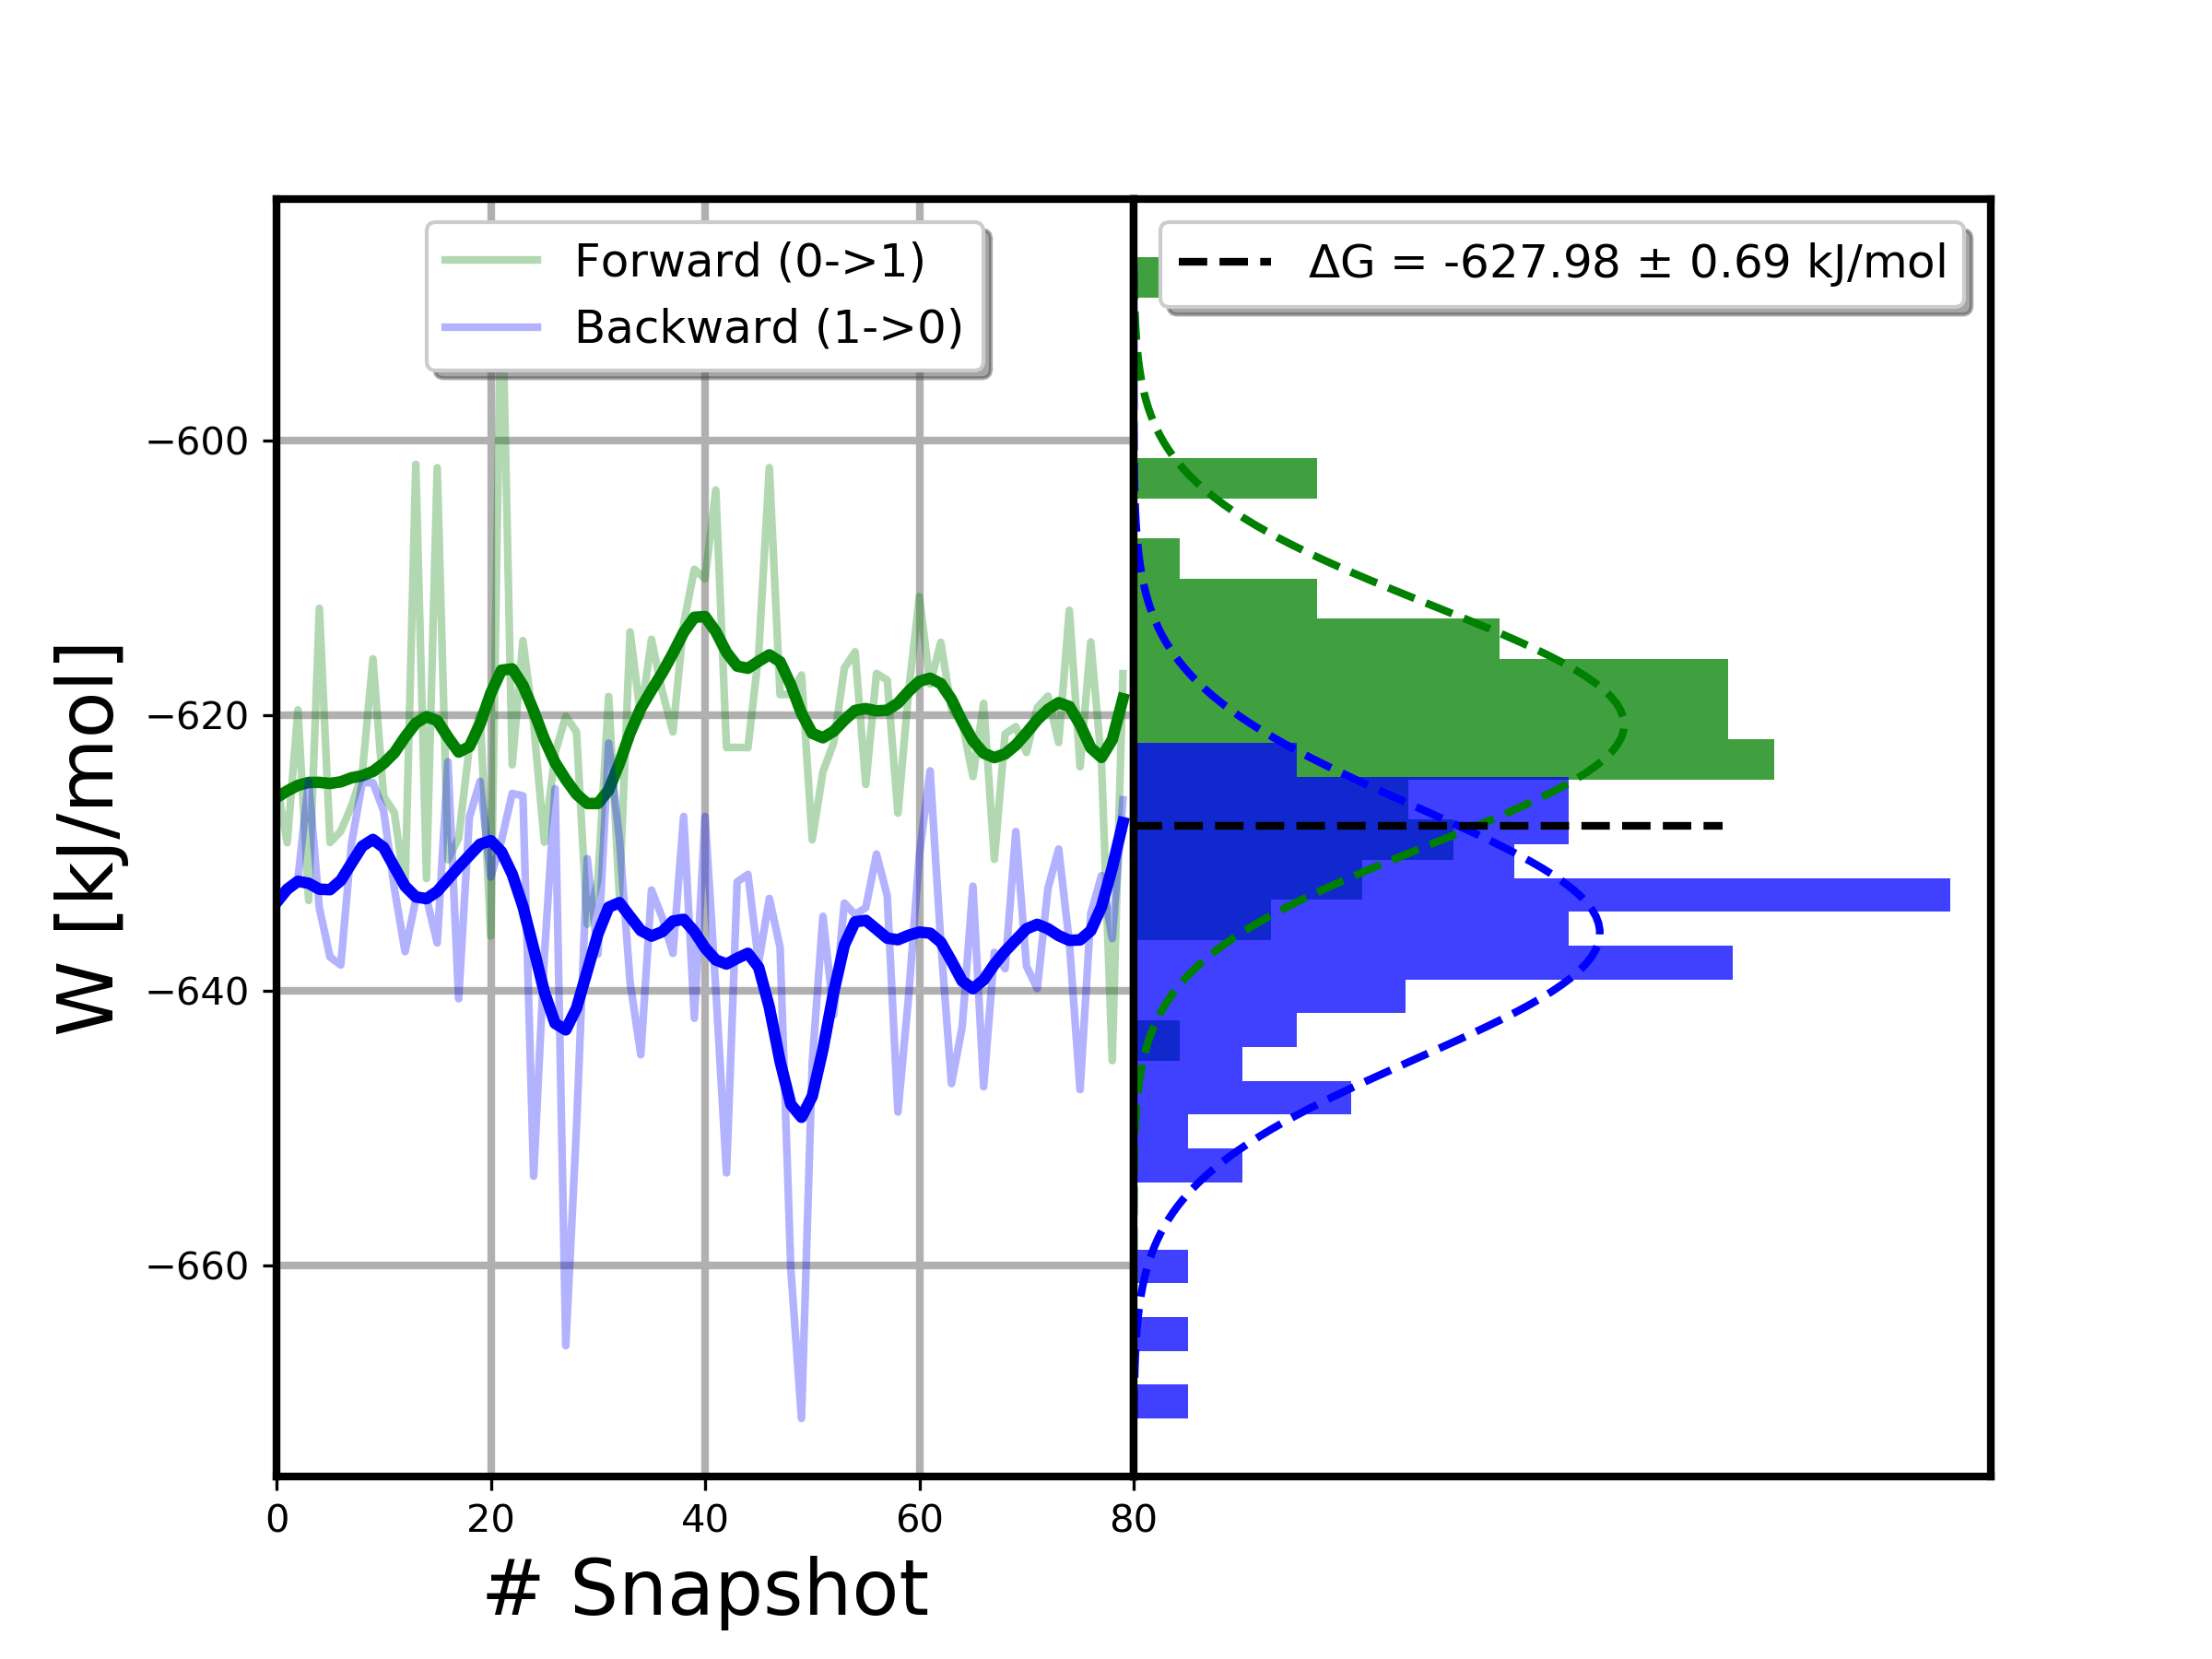 Forward (0->1)
Backward (1->0)
ΔG = -627.98 ± 0.69 kJ/mol
W [kJ/mol]
−600
−620
−640
−660
0 20 40 60 80
# Snapshot